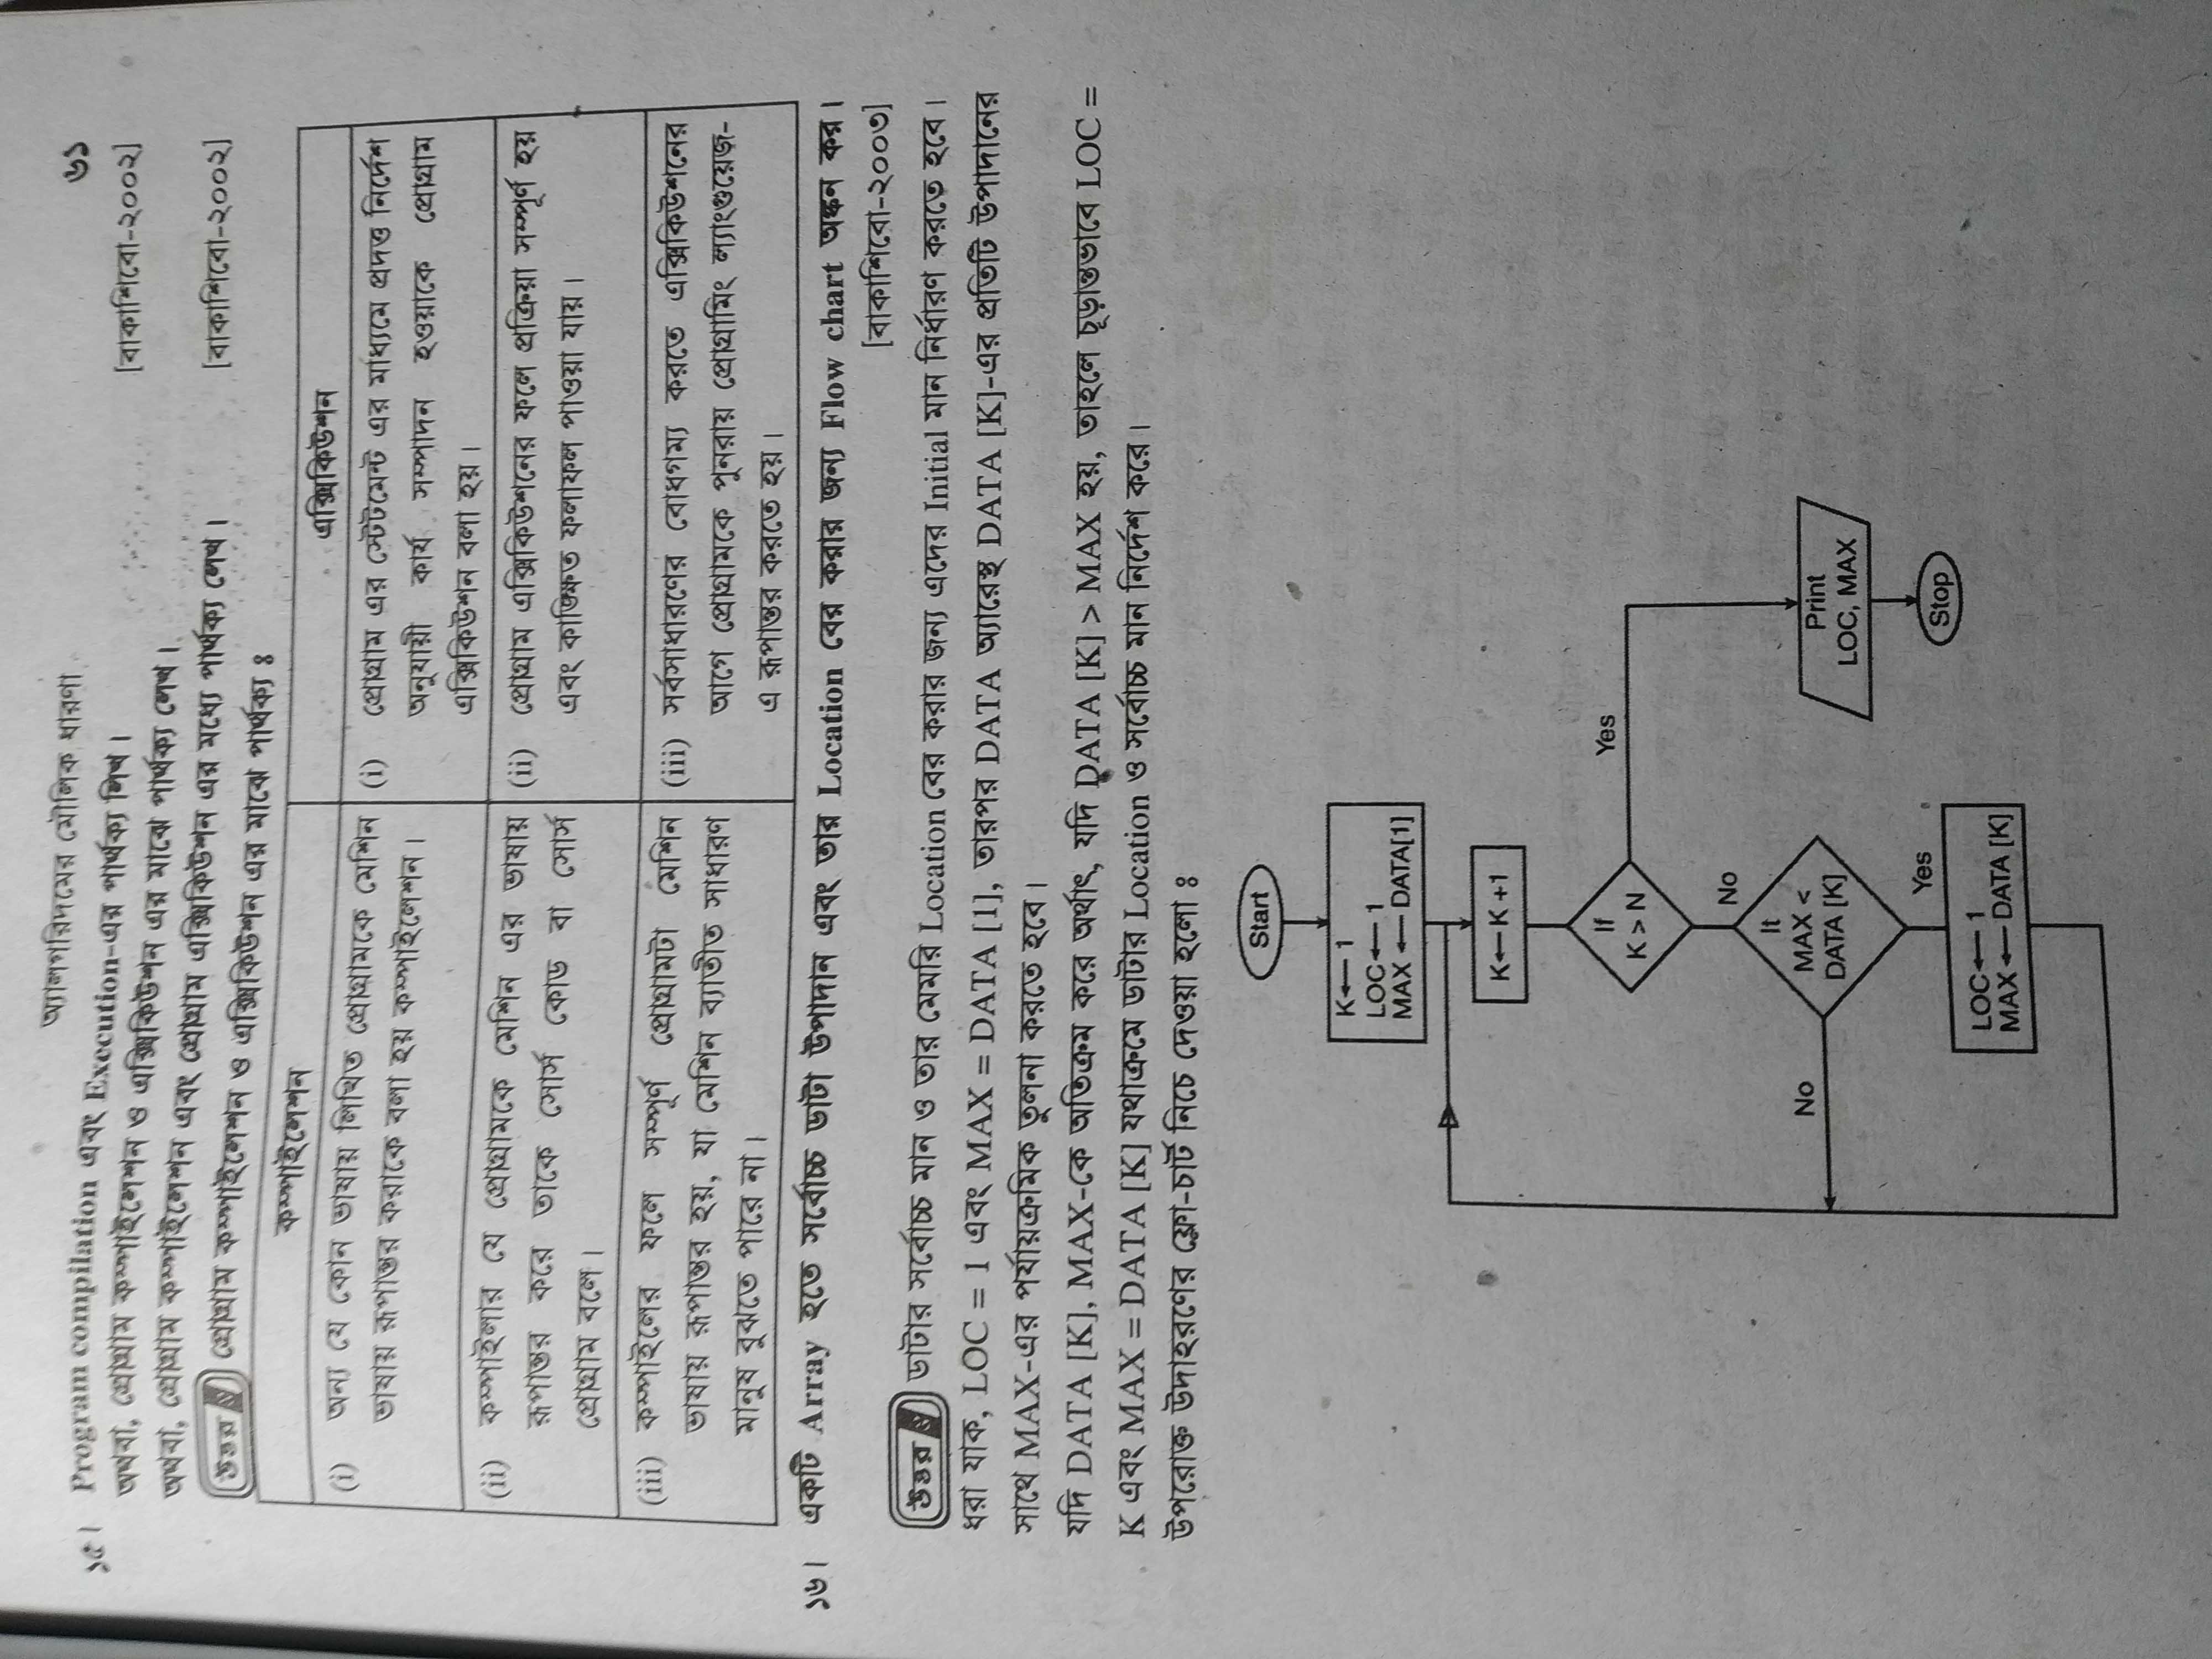 অ্যালগরিদমের মৌলিক ধারণা
৬১
১৫। Program compilation এবং Execution-এর পার্থক্য লিখ।
[বাকাশিবো-২০০২]
অথবা, প্রোগ্রাম কম্পাইলেশন ও এক্সিকিউশন এর মাঝে পার্থক্য লেখ।
অথবা, প্রোগ্রাম কম্পাইলেশন এবং প্রোগ্রাম এক্সিকিউশন এর মধ্যে পার্থক্য লেখ।
[বাকাশিবো-২০০২]
উত্তর প্রোগ্রাম কম্পাইলেশন ও এক্সিকিউশন এর মাঝে পার্থক্য ঃ
কম্পাইলেশন
(i) অন্য যে কোন ভাষায় লিখিত প্রোগ্রামকে মেশিন
ভাষায় রূপান্তর করাকে বলা হয় কম্পাইলেশন।
(ii) কম্পাইলার যে প্রোগ্রামকে মেশিন এর ভাষায়
রূপান্তর করে তাকে সোর্স কোড বা সোর্স
প্রোগ্রাম বলে।
(iii) কম্পাইলের ফলে সম্পূর্ণ প্রোগ্রামটা মেশিন
ভাষায় রূপান্তর হয়, যা মেশিন ব্যতীত সাধারণ
মানুষ বুঝতে পারে না।
এক্সিকিউশন
(i) প্রোগ্রাম এর স্টেটমেন্ট এর মাধ্যমে প্রদত্ত নির্দেশ
অনুযায়ী কার্য সম্পাদন হওয়াকে প্রোগ্রাম
এক্সিকিউশন বলা হয়।
(ii) প্রোগ্রাম এক্সিকিউশনের ফলে প্রক্রিয়া সম্পূর্ণ হয়
এবং কাঙ্ক্ষিত ফলাফল পাওয়া যায়।
(iii) সর্বসাধারণের বোধগম্য করতে এক্সিকিউশনের
আগে প্রোগ্রামকে পুনরায় প্রোগ্রামিং ল্যাংগুয়েজ-
এ রূপান্তর করতে হয়।
১৬। একটি Array হতে সর্বোচ্চ ডাটা উপাদান এবং তার Location বের করার জন্য Flow chart অঙ্কন কর।
[বাকাশিবো-২০০৩]
উত্তর ডাটার সর্বোচ্চ মান ও তার মেমরি Location বের করার জন্য এদের Initial মান নির্ধারণ করতে হবে।
ধরা যাক, LOC = 1 এবং MAX = DATA [1], তারপর DATA অ্যারেস্থ DATA [K]-এর প্রতিটি উপাদানের
সাথে MAX-এর পর্যায়ক্রমিক তুলনা করতে হবে।
যদি DATA [K], MAX-কে অতিক্রম করে অর্থাৎ, যদি DATA [K] > MAX হয়, তাহলে চূড়ান্তভাবে LOC =
K এবং MAX = DATA [K] যথাক্রমে ডাটার Location ও সর্বোচ্চ মান নির্দেশ করে।
উপরোক্ত উদাহরণের ফ্লো-চার্ট নিচে দেওয়া হলো ঃ
Start
K ← 1
LOC ← 1
MAX ← DATA[1]
K ← K +1
If
K > N
Yes
No
Print
LOC, MAX
Stop
It
MAX <
DATA [K]
No
Yes
LOC ← 1
MAX ← DATA [K]